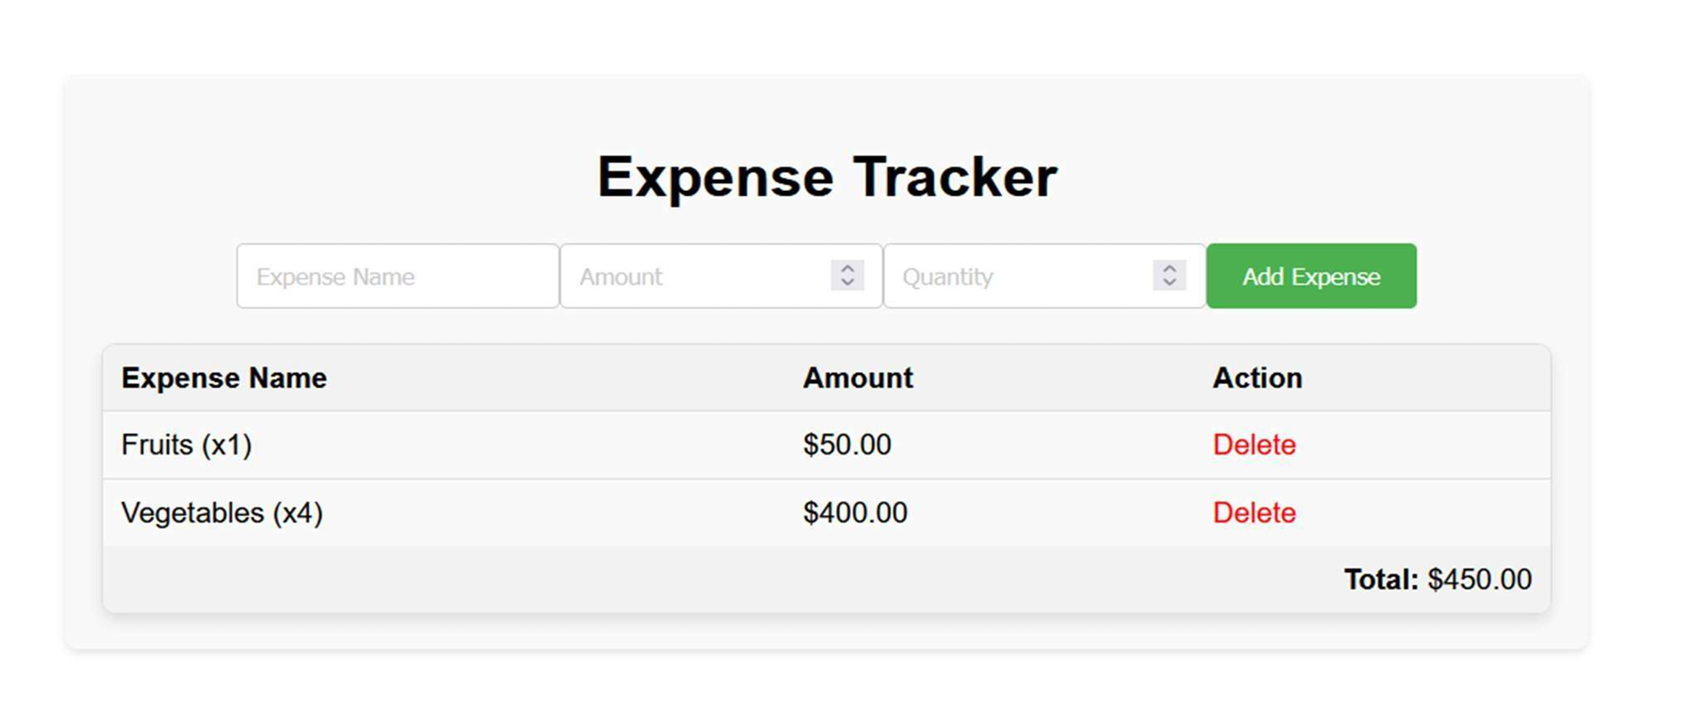 Expense Tracker
Expense Name Amount Quantity Add Expense
Expense Name Amount Action
Fruits (x1) $50.00 Delete
Vegetables (x4) $400.00 Delete
Total: $450.00